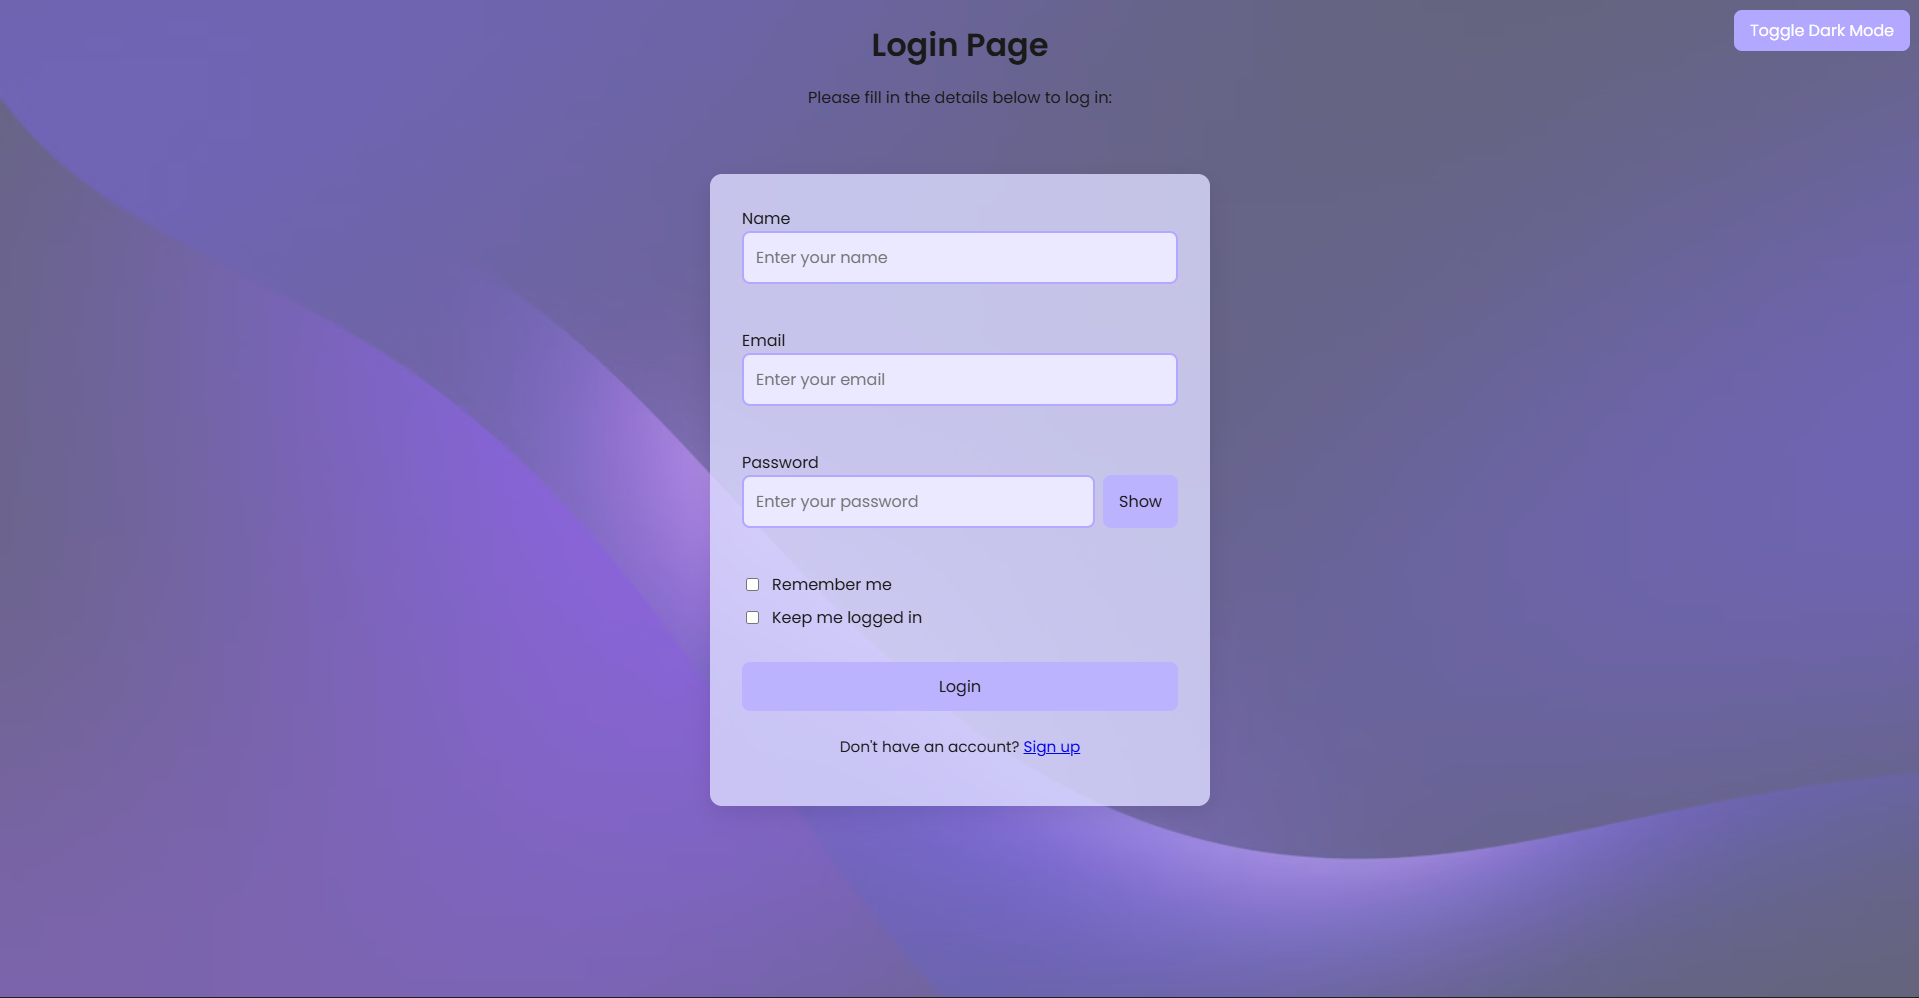 Login Page
Toggle Dark Mode
Please fill in the details below to log in:
Name
Enter your name
Email
Enter your email
Password
Enter your password
Show
Remember me
Keep me logged in
Login
Don't have an account? Sign up